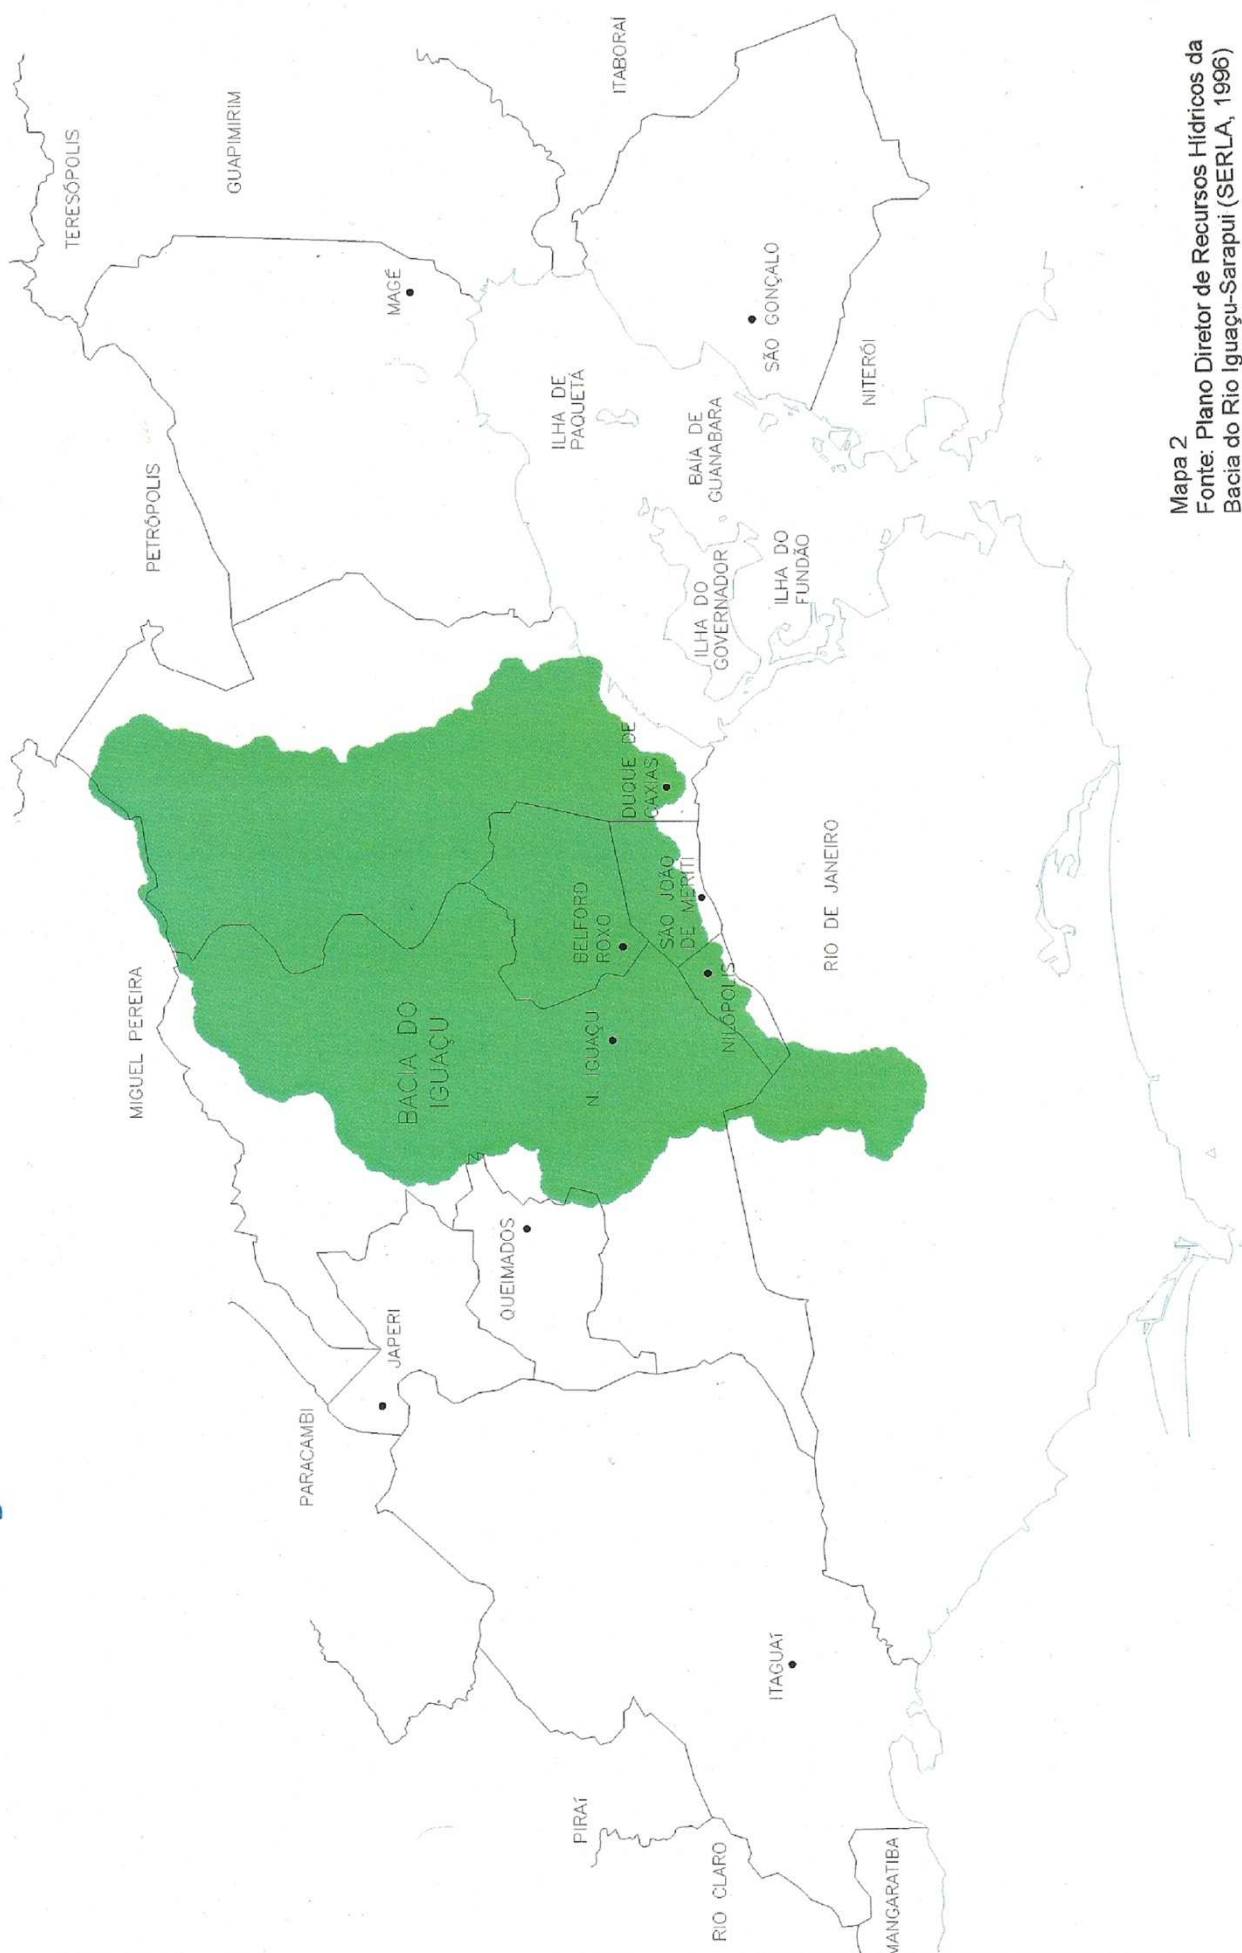 TERESÓPOLIS
MIGUEL PEREIRA
PETRÓPOLIS
GUAPIMIRIM
PARACAMBI
JAPERI
MAGÉ
BACIA DO
IGUAÇU
QUEIMADOS
ILHA DE
PAQUETÁ
PIRAÍ
BELFORD
ROXO
N. IGUAÇU
ITABORAÍ
DUQUE DE
CAXIAS
SÃO JOÃO
DE MERITI
BAÍA DE
GUANABARA
ILHA DO
GOVERNADOR
RIO CLARO
NILÓPOLIS
SÃO GONÇALO
ITAGUAÍ
ILHA DO
FUNDÃO
RIO DE JANEIRO
NITERÓI
MANGARATIBA
Mapa 2
Fonte: Plano Diretor de Recursos Hídricos da
Bacia do Rio Iguaçu-Sarapui (SERLA, 1996)